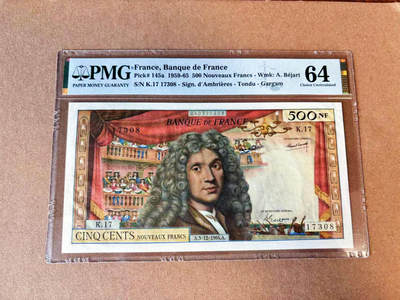 PMG
PAPER MONEY GUARANTY
France, Banque de France
Pick# 145a 1959-65 500 Nouveaux Francs - Wmk: A. Béjart
S/N K.17 17308 - Sign. d'Ambrières - Tondu - Gargam
64
Choice Uncirculated
17308
BANQUE DE FRANCE
500 NF
K.17
K.17
17308
CINQ CENTS NOUVEAUX FRANCS